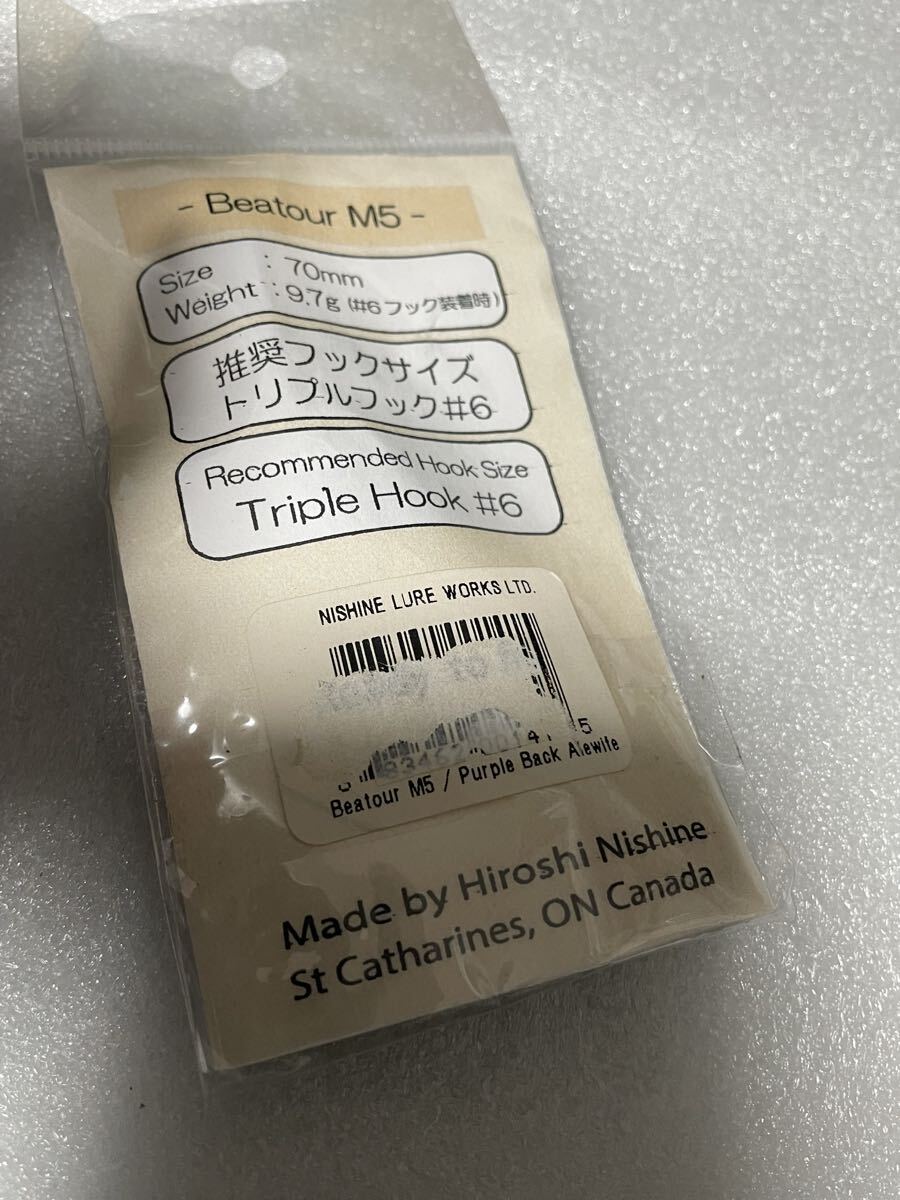 - Beatour M5 -
Size : 70mm
Weight : 9.7g (#6 フック装着時)
推奨フックサイズ
トリプルフック#6
Recommended Hook Size
Triple Hook #6
NISHINE LURE WORKS LTD.
5
Beatour M5 / Purple Back Alewife
Made by Hiroshi Nishine
St Catharines, ON Canada